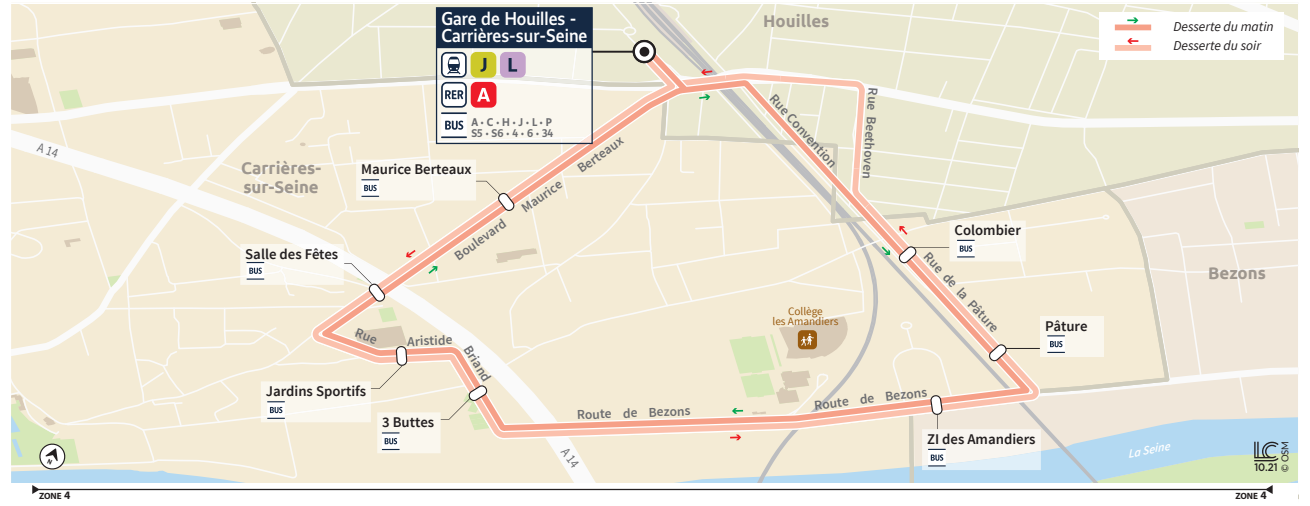 Gare de Houilles -
Carrières-sur-Seine
J L
RER A
BUS A • C • H • J • L • P
S5 • S6 • 4 • 6 • 34
Houilles
Desserte du matin
Desserte du soir
A 14
Carrières-
sur-Seine
Maurice Berteaux
BUS
Boulevard Maurice Berteaux
Rue Convention
Rue Beethoven
Salle des Fêtes
BUS
Colombier
BUS
Rue de la Pâture
Bezons
Collège
les Amandiers
Pâture
BUS
Rue Aristide Briand
Jardins Sportifs
BUS
3 Buttes
BUS
Route de Bezons
Route de Bezons
ZI des Amandiers
BUS
A 14
La Seine
N
LC
10.21 © OSM
ZONE 4
ZONE 4